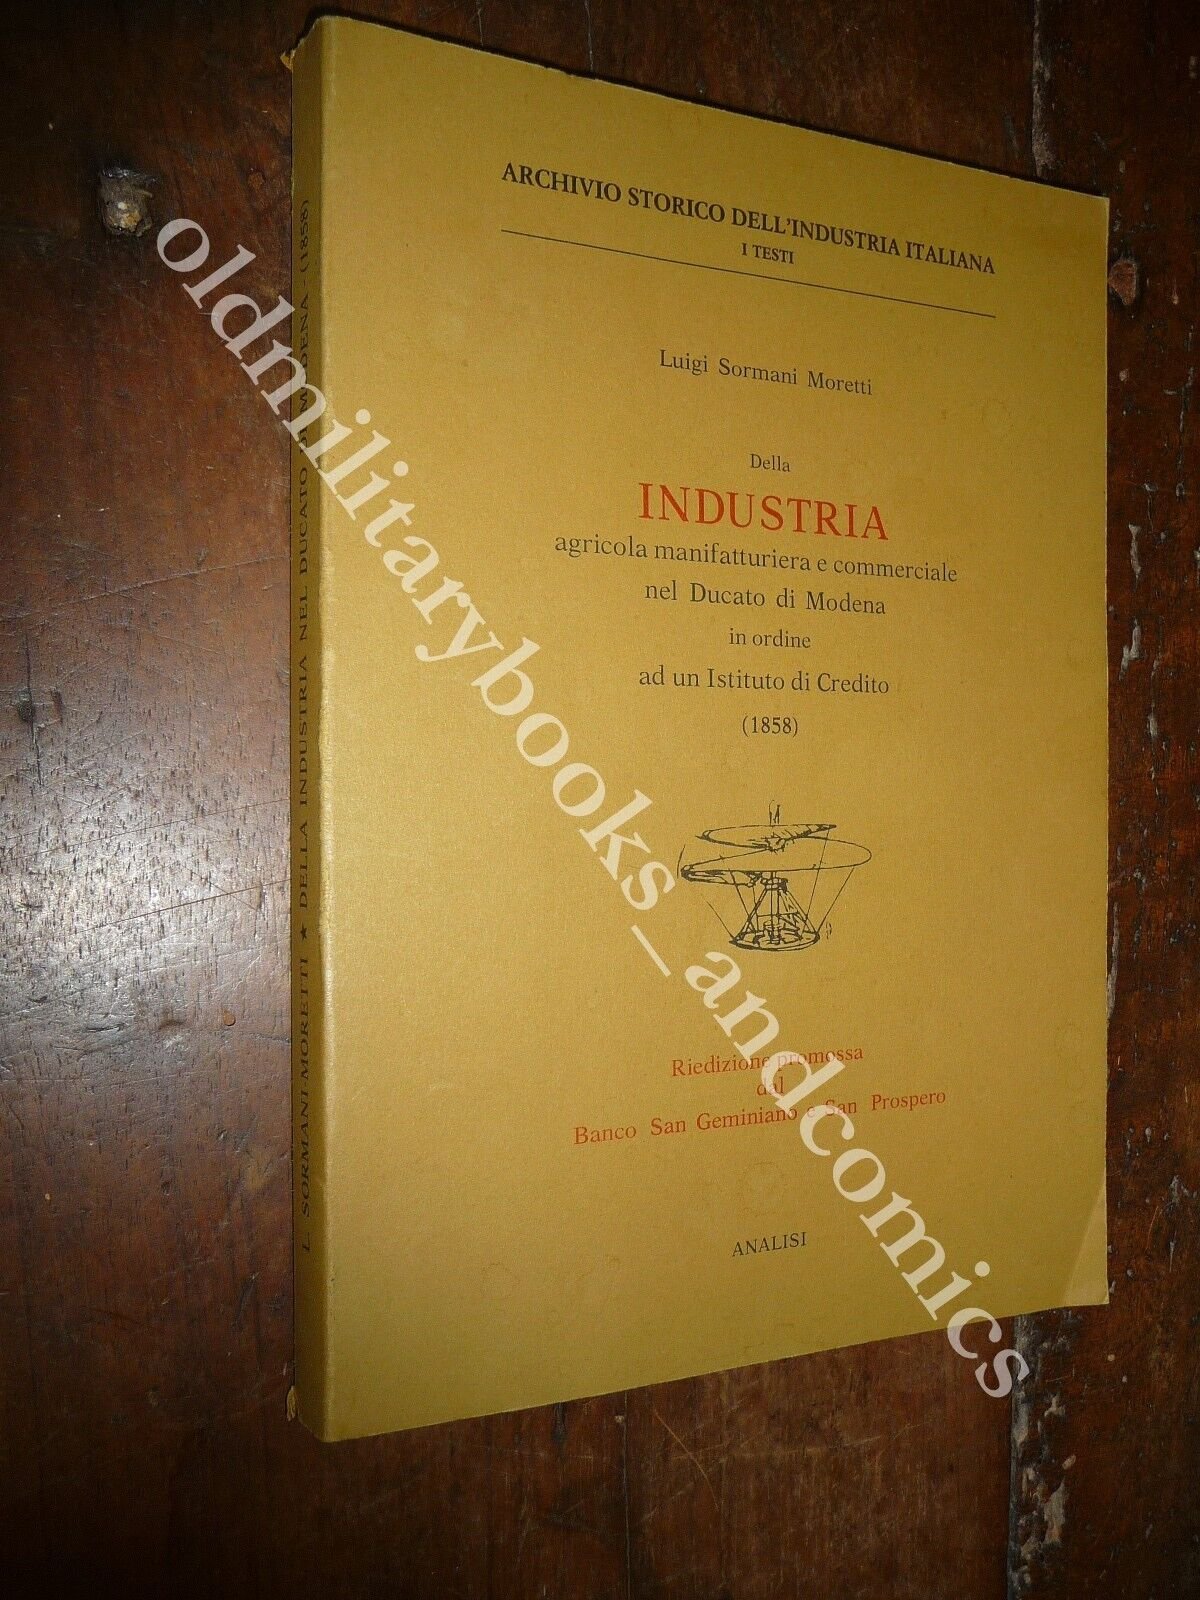 ARCHIVIO STORICO DELL'INDUSTRIA ITALIANA
I TESTI
Luigi Sormani Moretti
Della
INDUSTRIA
agricola manifatturiera e commerciale
nel Ducato di Modena
in ordine
ad un Istituto di Credito
(1858)
Riedizione promossa
dal
Banco San Geminiano e San Prospero
ANALISI
L. SORMANI MORETTI ★ DELLA INDUSTRIA NEL DUCATO DI MODENA - (1858)
oldmilitarybooks_andcomics